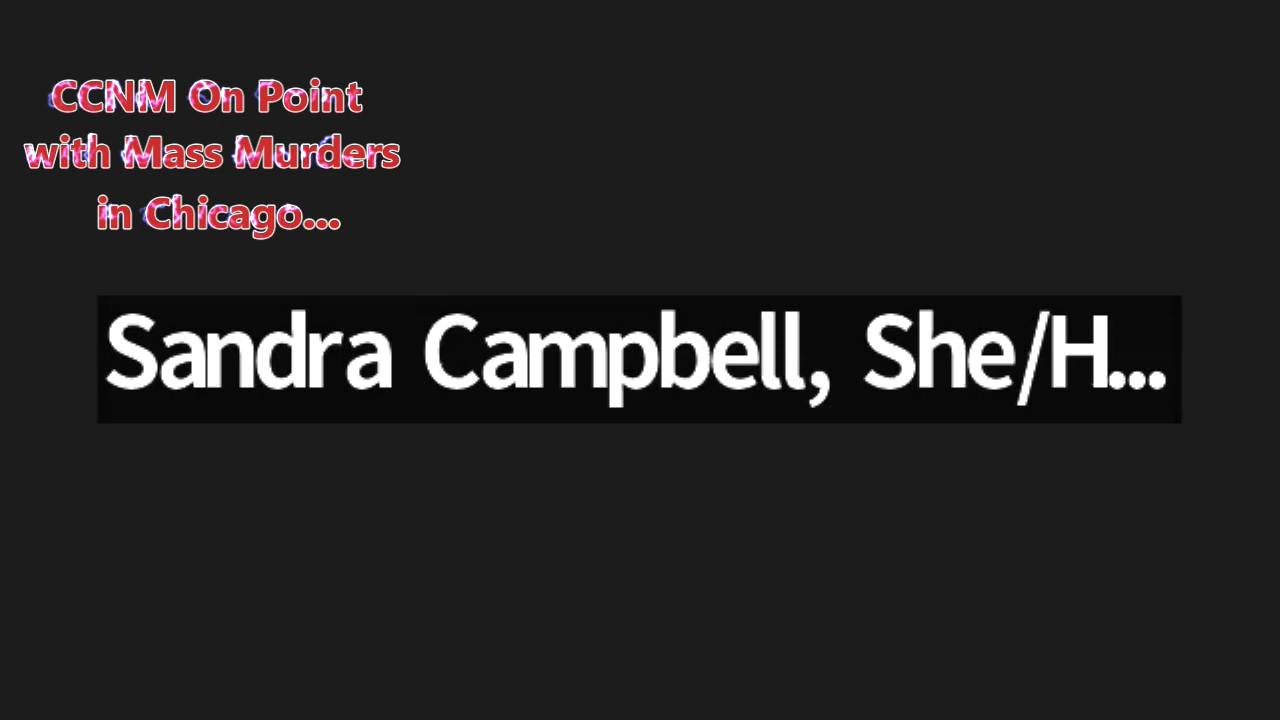 CCNM On Point
with Mass Murders
in Chicago...
Sandra Campbell, She/H...